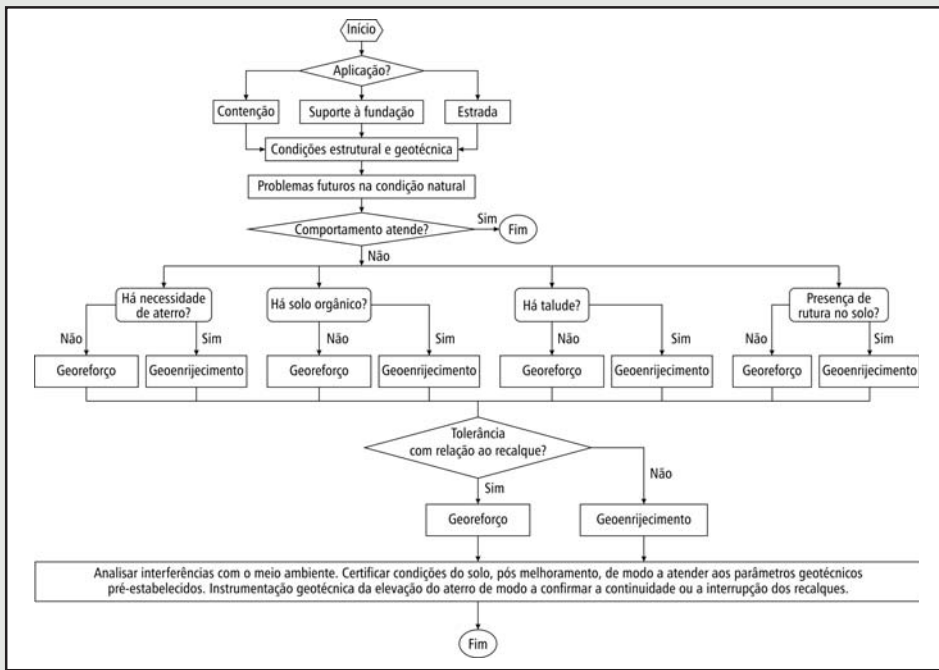 Início
Aplicação?
Contenção
Suporte à fundação
Estrada
Condições estrutural e geotécnica
Problemas futuros na condição natural
Comportamento atende?
Sim
Fim
Não
Há necessidade
de aterro?
Há solo orgânico?
Há talude?
Presença de
rutura no solo?
Não
Sim
Não
Sim
Não
Sim
Não
Sim
Georeforço
Geoenrijecimento
Georeforço
Geoenrijecimento
Georeforço
Geoenrijecimento
Georeforço
Geoenrijecimento
Tolerância
com relação ao recalque?
Sim
Não
Georeforço
Geoenrijecimento
Analisar interferências com o meio ambiente. Certificar condições do solo, pós melhoramento, de modo a atender aos parâmetros geotécnicos
pré-estabelecidos. Instrumentação geotécnica da elevação do aterro de modo a confirmar a continuidade ou a interrupção dos recalques.
Fim